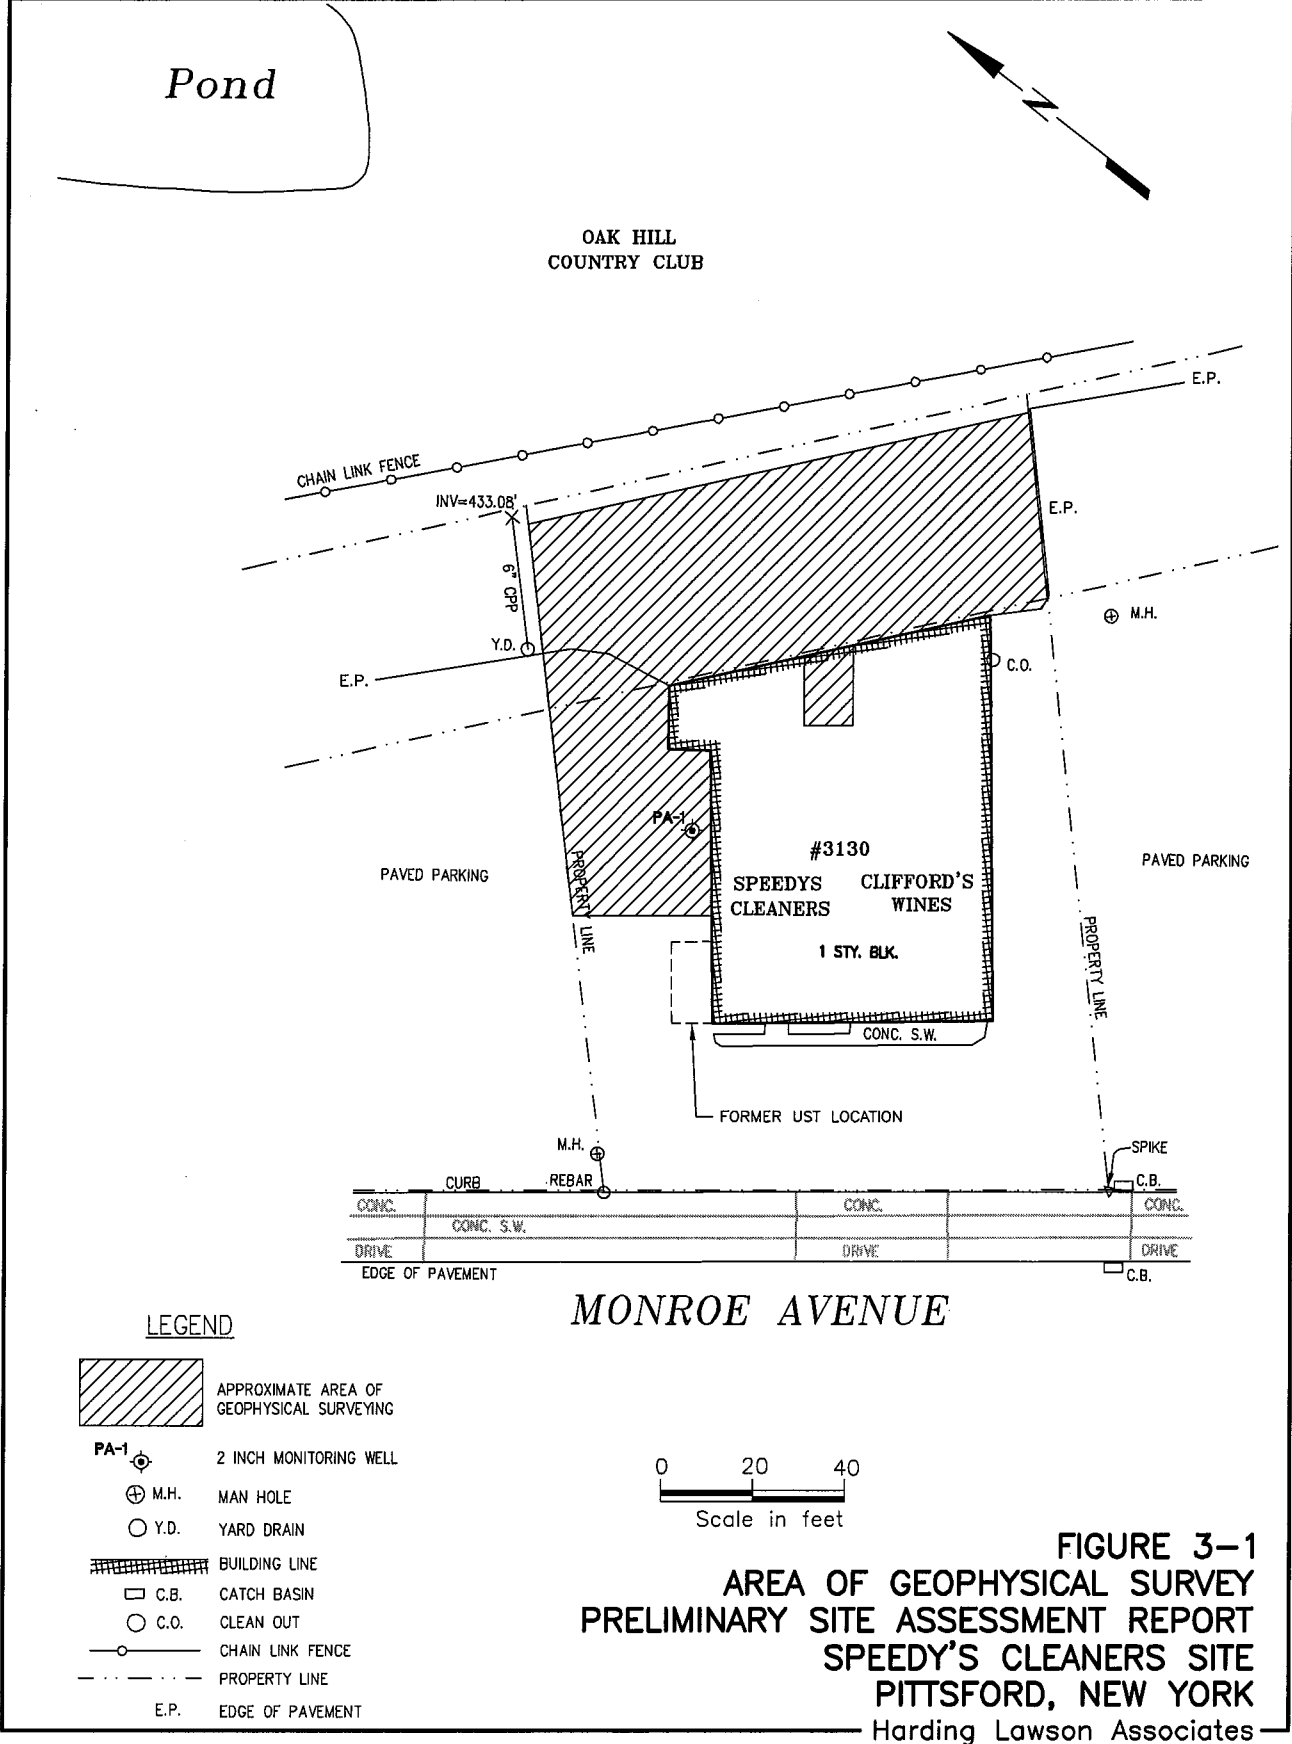 Pond
N
OAK HILL
COUNTRY CLUB
E.P.
CHAIN LINK FENCE
INV=433.08'
E.P.
6" CPP
M.H.
Y.D.
C.O.
E.P.
PA-1
#3130
PAVED PARKING
SPEEDYS
CLEANERS
CLIFFORD'S
WINES
PAVED PARKING
PROPERTY LINE
1 STY. BLK.
PROPERTY LINE
CONC. S.W.
FORMER UST LOCATION
M.H.
SPIKE
CURB
REBAR
C.B.
CONC.
CONC.
CONC.
CONC. S.W.
DRIVE
DRIVE
DRIVE
EDGE OF PAVEMENT
C.B.
MONROE AVENUE
LEGEND
APPROXIMATE AREA OF
GEOPHYSICAL SURVEYING
PA-1
2 INCH MONITORING WELL
M.H. MAN HOLE
Y.D. YARD DRAIN
BUILDING LINE
C.B. CATCH BASIN
C.O. CLEAN OUT
CHAIN LINK FENCE
PROPERTY LINE
E.P. EDGE OF PAVEMENT
0 20 40
Scale in feet
FIGURE 3-1
AREA OF GEOPHYSICAL SURVEY
PRELIMINARY SITE ASSESSMENT REPORT
SPEEDY'S CLEANERS SITE
PITTSFORD, NEW YORK
Harding Lawson Associates